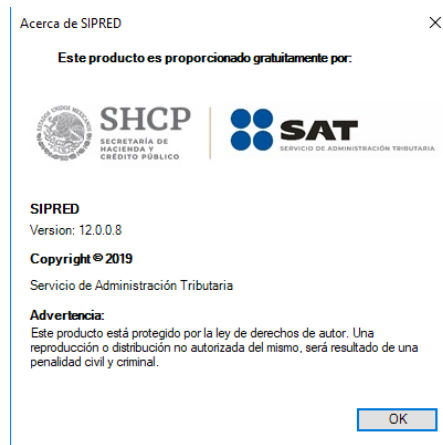 Acerca de SIPRED
Este producto es proporcionado gratuitamente por:
SHCP
SECRETARÍA DE
HACIENDA Y
CRÉDITO PÚBLICO
SAT
SERVICIO DE ADMINISTRACIÓN TRIBUTARIA
SIPRED
Version: 12.0.0.8
Copyright © 2019
Servicio de Administración Tributaria
Advertencia:
Este producto está protegido por la ley de derechos de autor. Una
reproducción o distribución no autorizada del mismo, será resultado de una
penalidad civil y criminal.
OK